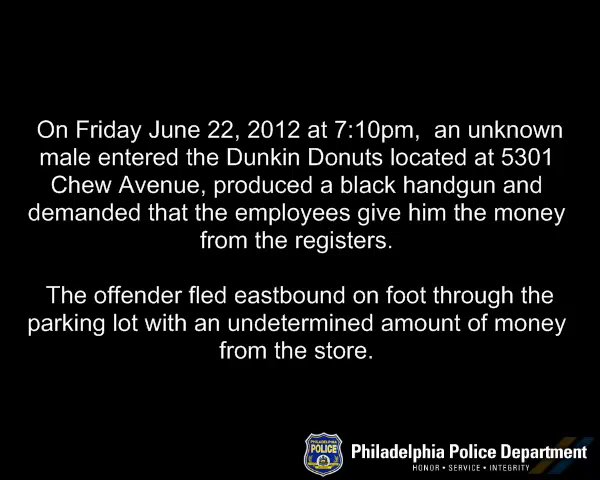 On Friday June 22, 2012 at 7:10pm, an unknown
male entered the Dunkin Donuts located at 5301
Chew Avenue, produced a black handgun and
demanded that the employees give him the money
from the registers.
The offender fled eastbound on foot through the
parking lot with an undetermined amount of money
from the store.
PHILADELPHIA
POLICE
Philadelphia Police Department
HONOR • SERVICE • INTEGRITY